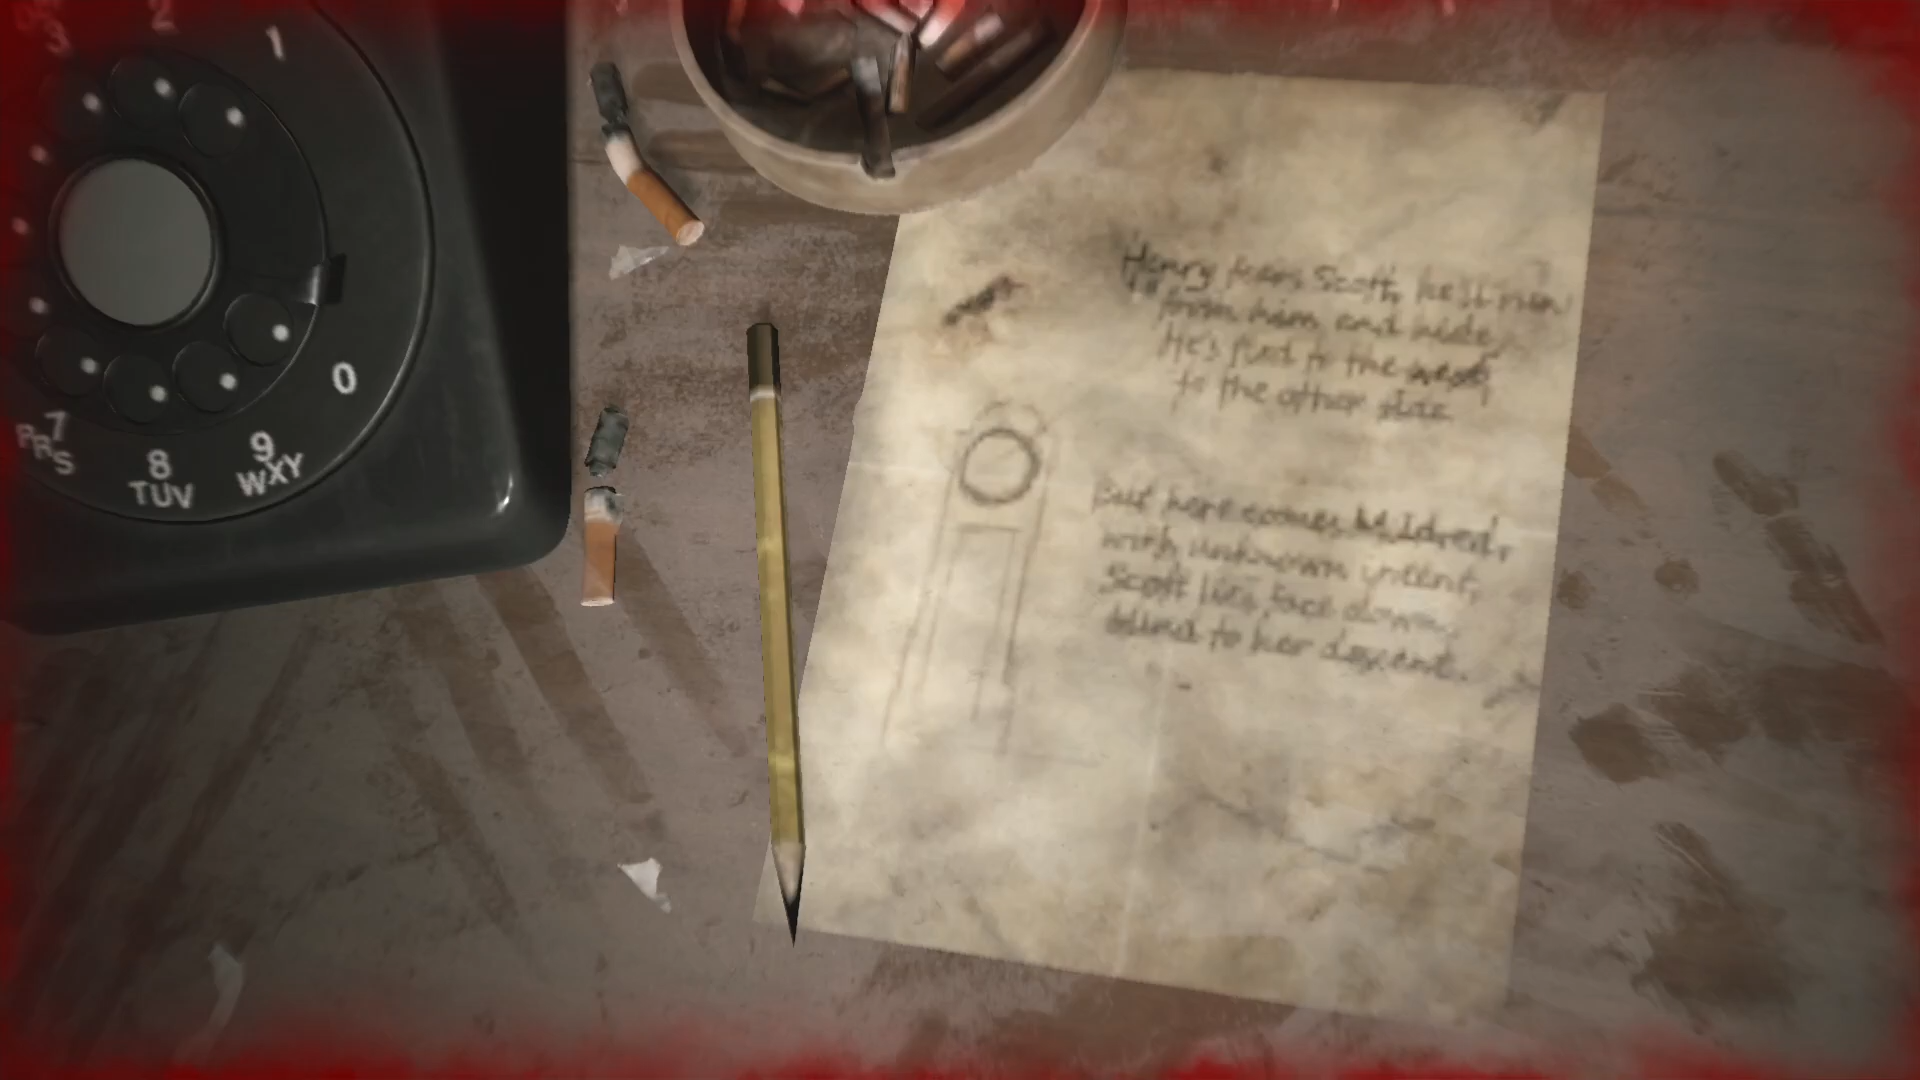 3
2
1
0
9
WXY
8
TUV
7
PRS
Henry fears Scott, he'll run
from him and hide,
He's fled to the west,
to the other side
But here comes Mildred,
with unknown intent,
Scott lies face down,
blind to her descent.